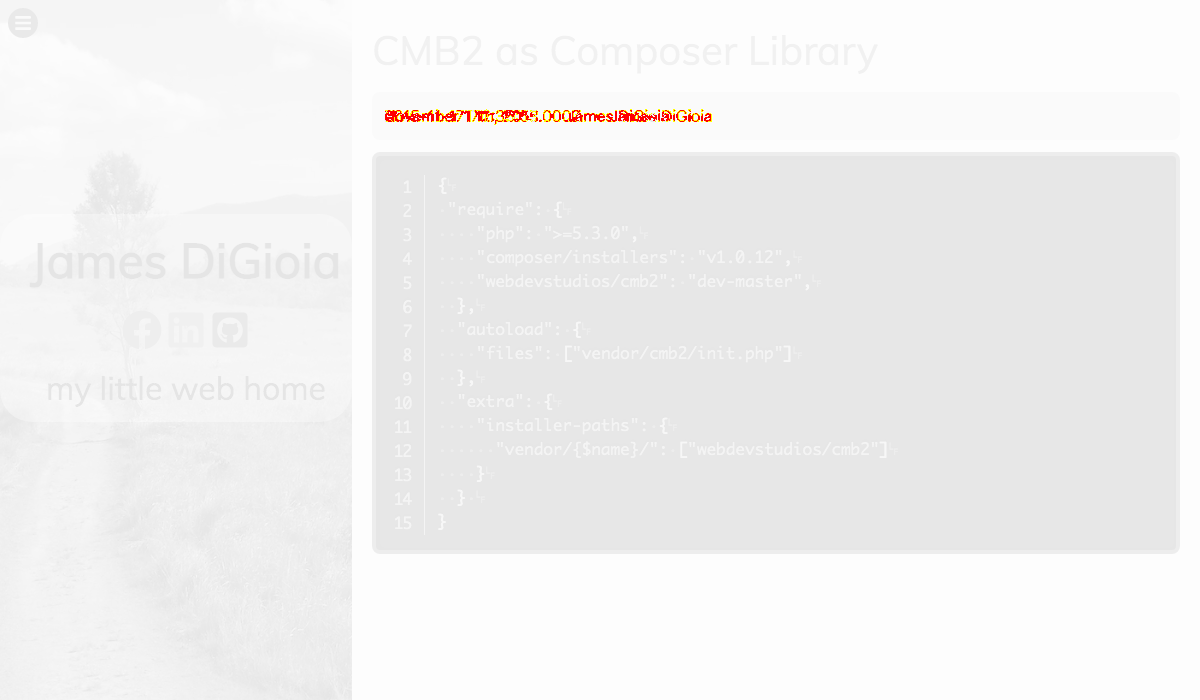 CMB2 as Composer Library
James DiGioia
my little web home
1 {
2 "require": {
3 "php": ">=5.3.0",
4 "composer/installers": "v1.0.12",
5 "webdevstudios/cmb2": "dev-master",
6 },
7 "autoload": {
8 "files": ["vendor/cmb2/init.php"]
9 },
10 "extra": {
11 "installer-paths": {
12 "vendor/{$name}/": ["webdevstudios/cmb2"]
13 }
14 }
15 }